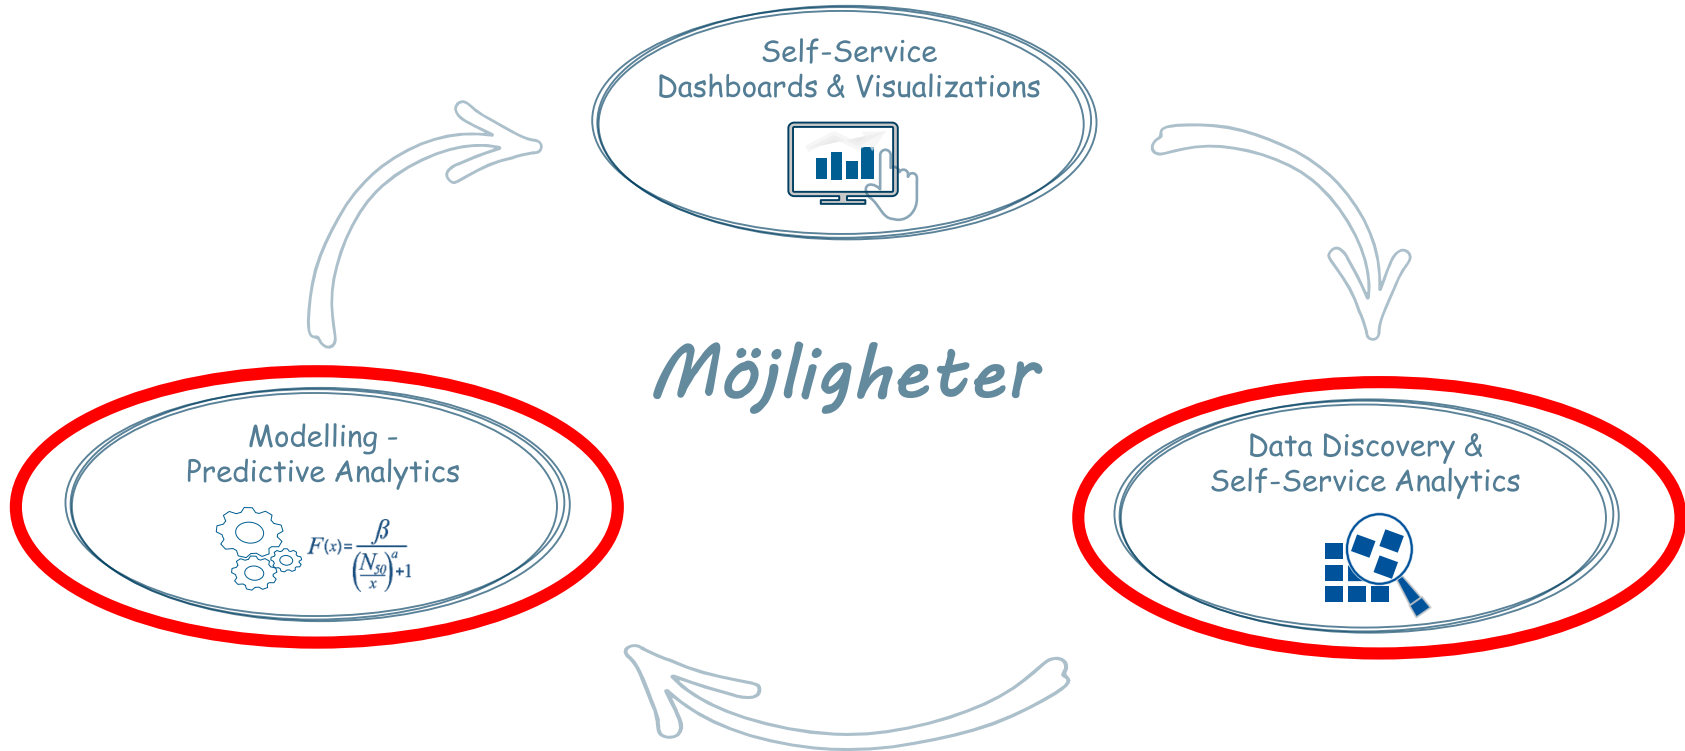 Self-Service
Dashboards & Visualizations
Möjligheter
Modelling -
Predictive Analytics
F(x)=β/((N50/x)^a+1)
Data Discovery &
Self-Service Analytics